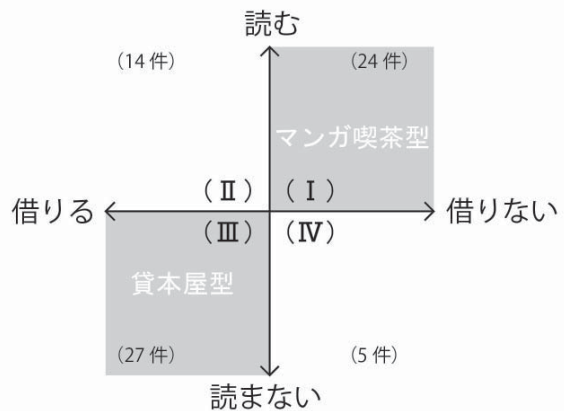 読む
（14 件）
（24 件）
マンガ喫茶型
（Ⅱ）
（Ⅰ）
借りる
借りない
（Ⅲ）
（Ⅳ）
貸本屋型
（27 件）
（5 件）
読まない